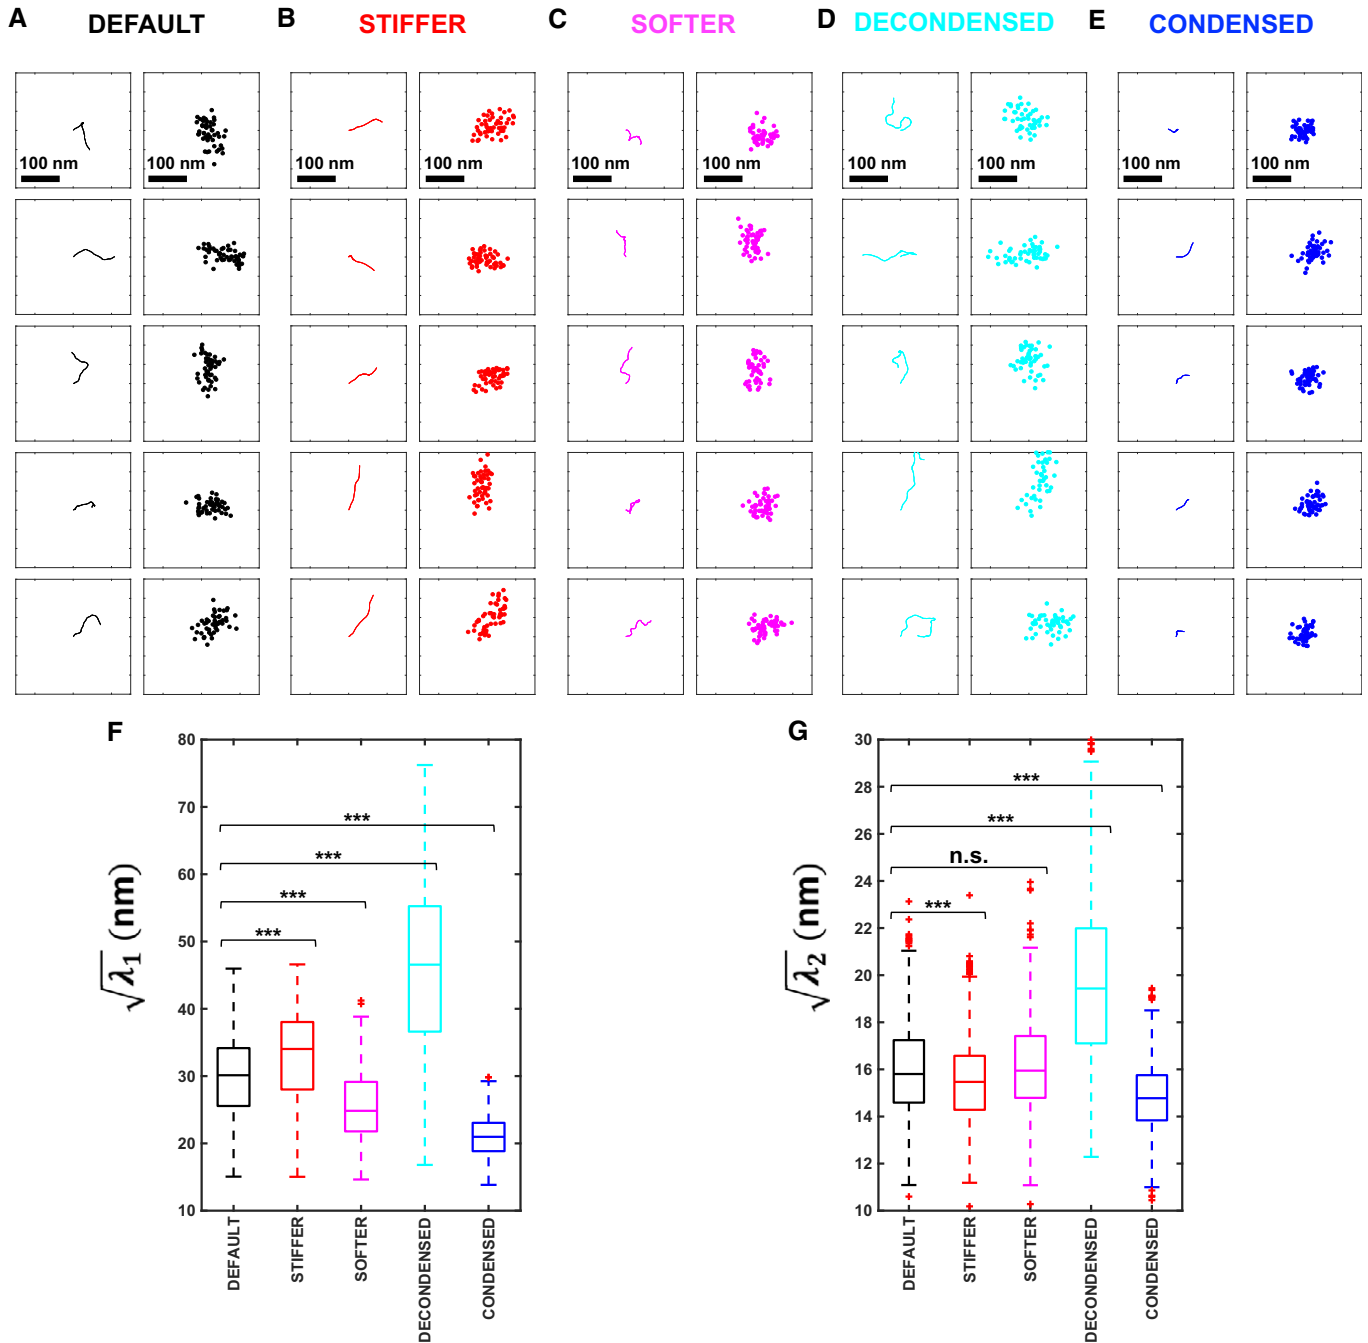 A DEFAULT B STIFFER C SOFTER D DECONDENSED E CONDENSED
100 nm 100 nm 100 nm 100 nm 100 nm 100 nm 100 nm 100 nm 100 nm 100 nm
F
80
70
60
50
40
30
20
10
√λ1 (nm)
***
***
***
***
DEFAULT
STIFFER
SOFTER
DECONDENSED
CONDENSED
G
30
28
26
24
22
20
18
16
14
12
10
√λ2 (nm)
***
***
n.s.
***
DEFAULT
STIFFER
SOFTER
DECONDENSED
CONDENSED